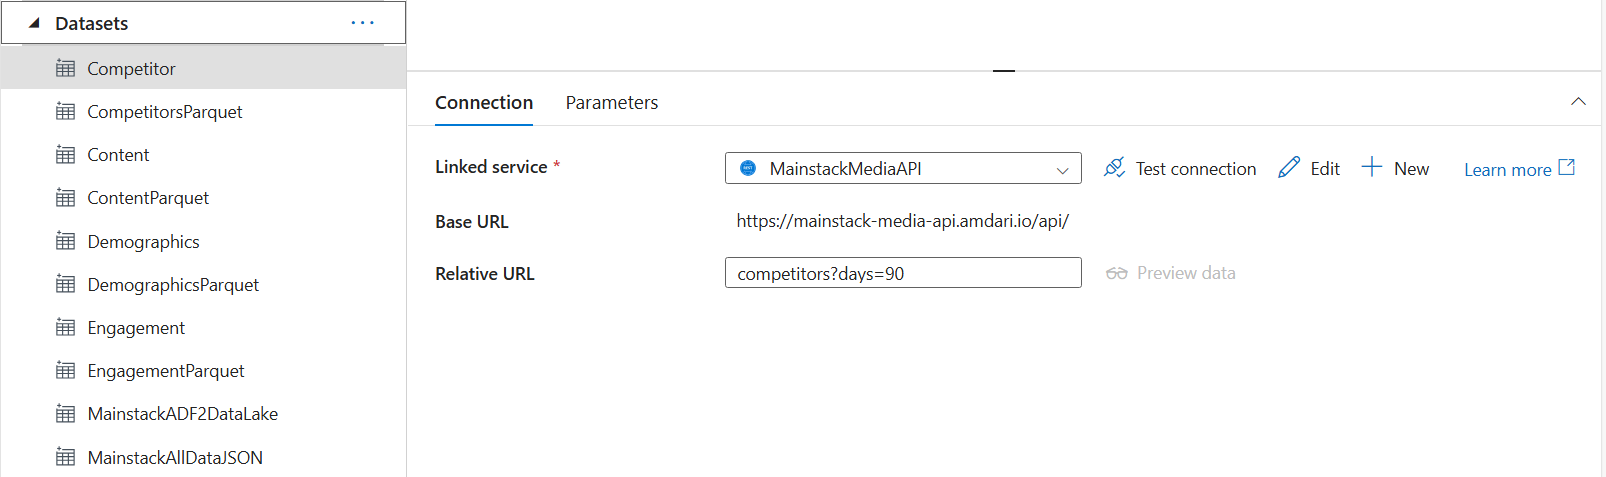 Datasets
Competitor
CompetitorsParquet
Content
ContentParquet
Demographics
DemographicsParquet
Engagement
EngagementParquet
MainstackADF2DataLake
MainstackAllDataJSON
Connection Parameters
Linked service * MainstackMediaAPI Test connection Edit New Learn more
Base URL https://mainstack-media-api.amdari.io/api/
Relative URL competitors?days=90 Preview data